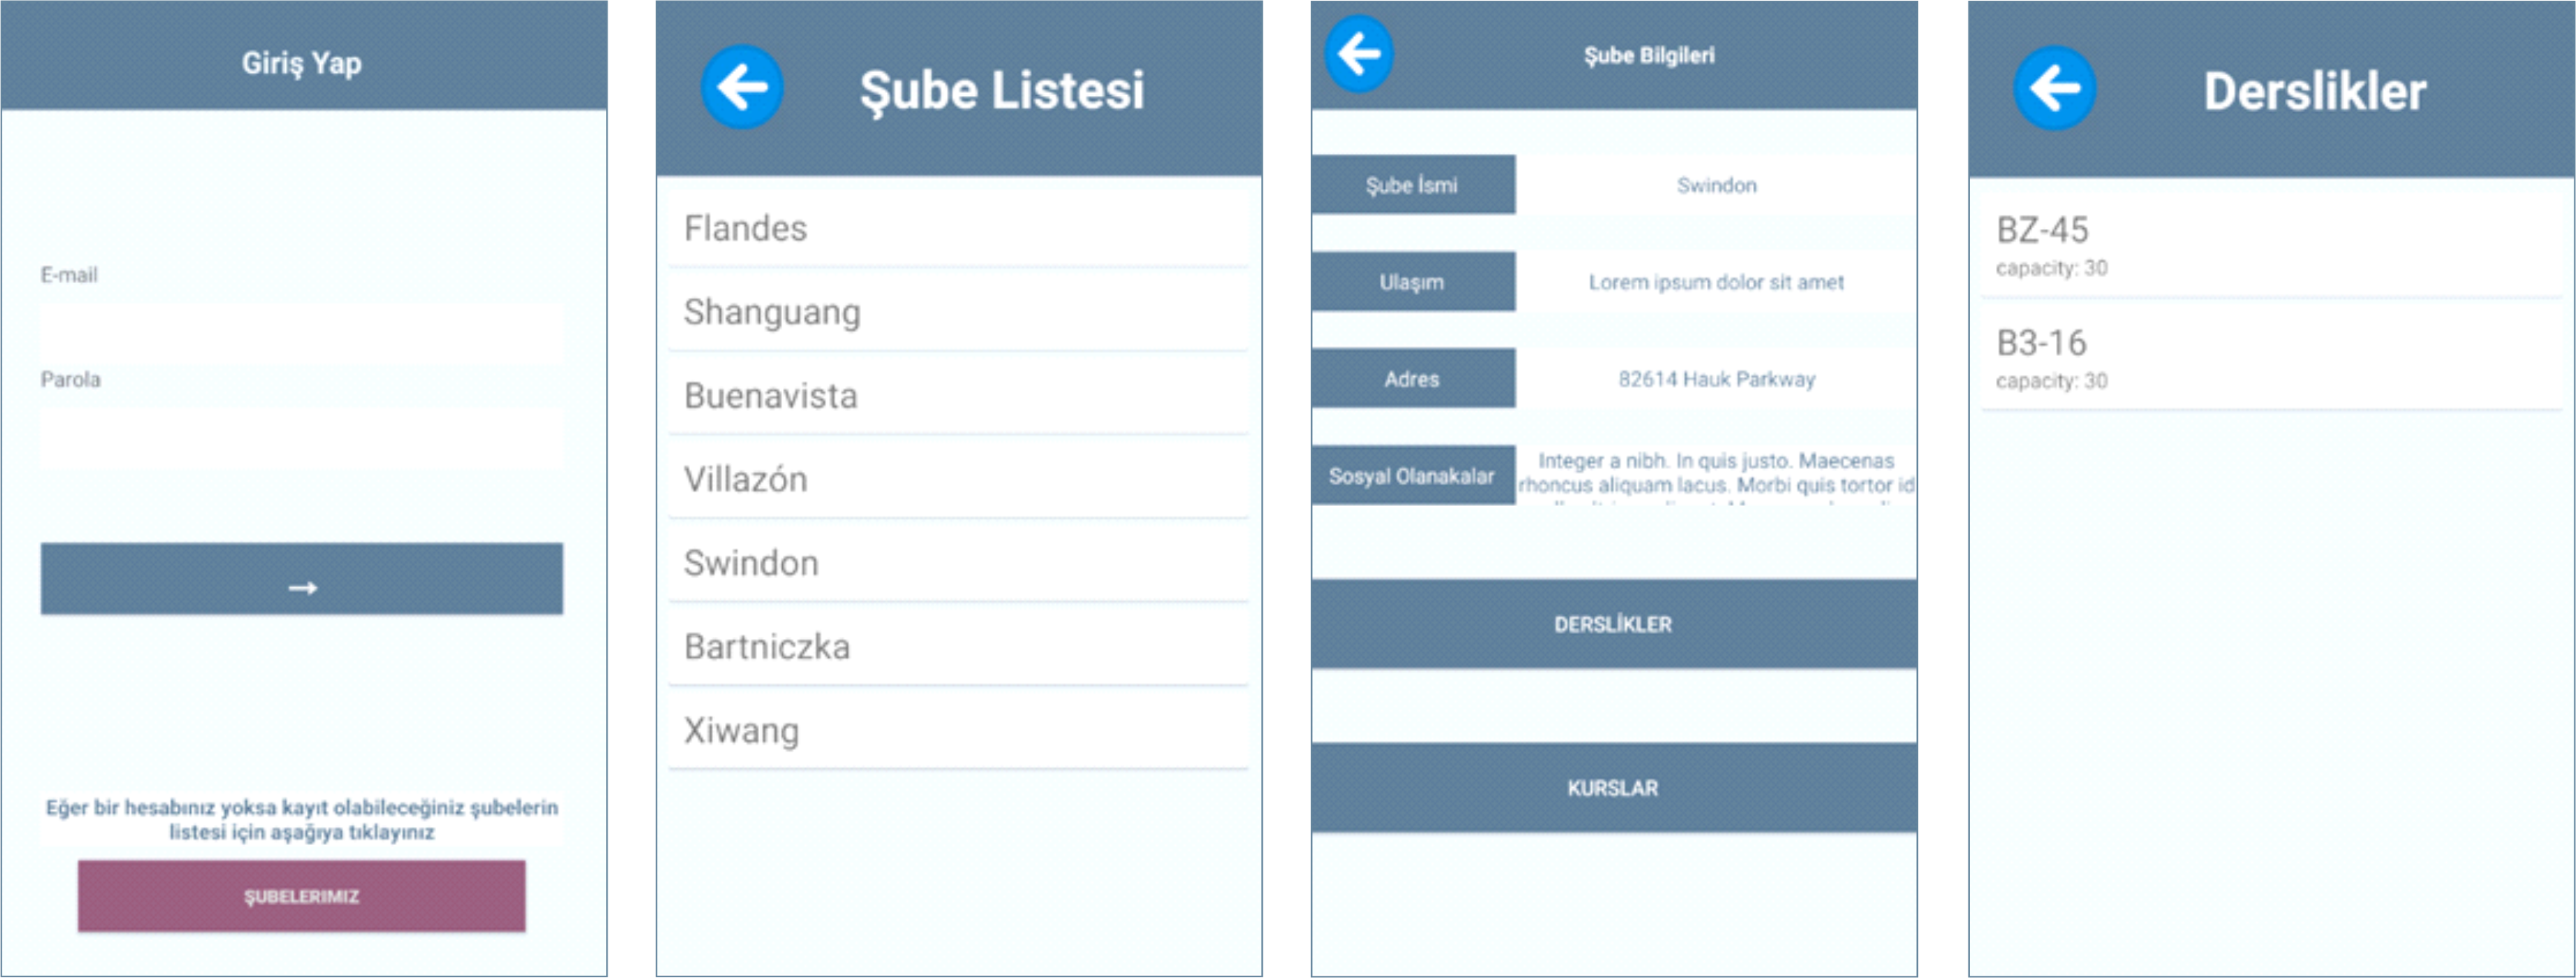 Giriş Yap
E-mail
Parola
→
Eğer bir hesabınız yoksa kayıt olabileceğiniz şubelerin
listesi için aşağıya tıklayınız
ŞUBELERIMIZ
Şube Listesi
Flandes
Shanguang
Buenavista
Villazón
Swindon
Bartniczka
Xiwang
Şube Bilgileri
Şube İsmi
Swindon
Ulaşım
Lorem ipsum dolor sit amet
Adres
82614 Hauk Parkway
Sosyal Olanakalar
Integer a nibh. In quis justo. Maecenas
rhoncus aliquam lacus. Morbi quis tortor id
DERSLİKLER
KURSLAR
Derslikler
BZ-45
capacity: 30
B3-16
capacity: 30